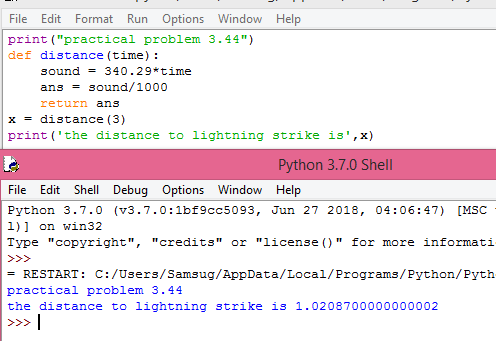 File Edit Format Run Options Window Help
print("practical problem 3.44")
def distance(time):
    sound = 340.29*time
    ans = sound/1000
    return ans
x = distance(3)
print('the distance to lightning strike is',x)
Python 3.7.0 Shell
File Edit Shell Debug Options Window Help
Python 3.7.0 (v3.7.0:1bf9cc5093, Jun 27 2018, 04:06:47) [MSC
l)] on win32
Type "copyright", "credits" or "license()" for more informati
>>>
= RESTART: C:/Users/Samsug/AppData/Local/Programs/Python/Pyth
practical problem 3.44
the distance to lightning strike is 1.0208700000000002
>>>